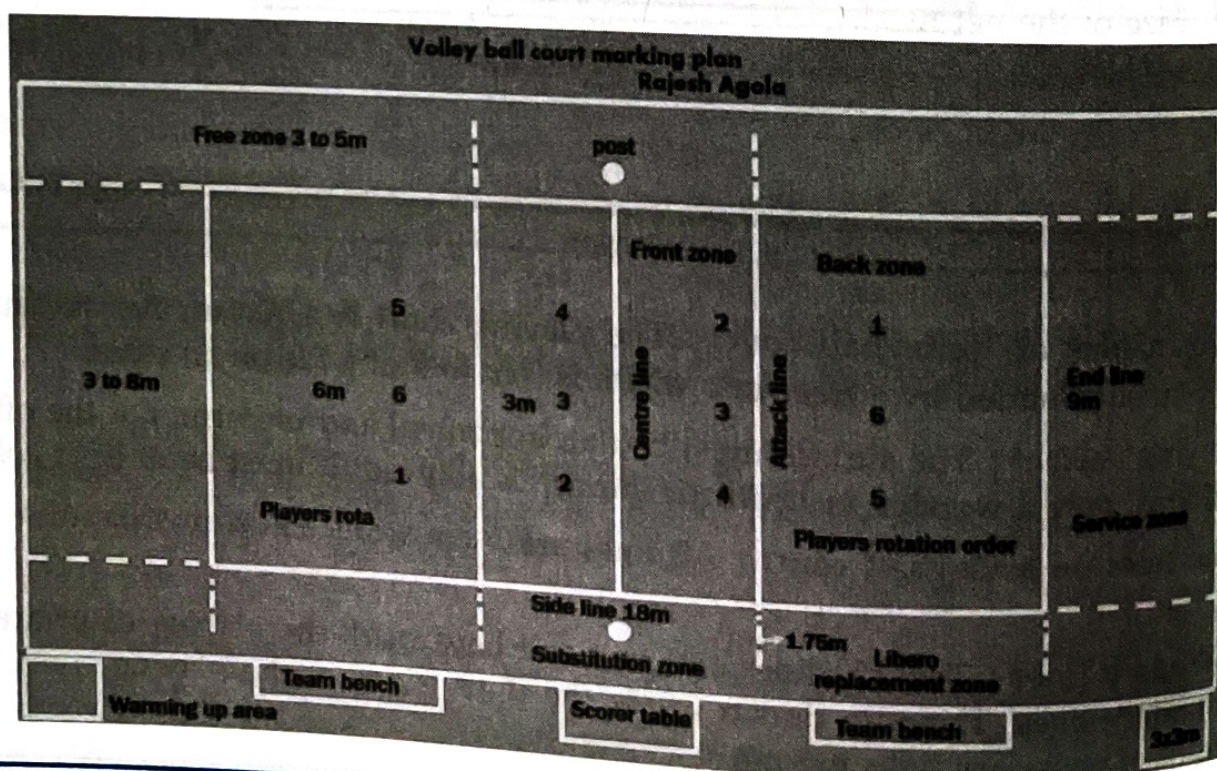 Volley ball court marking plan
Rajesh Agola
Free zone 3 to 5m
post
Front zone
Back zone
5
4
2
1
3 to 8m
6m
6
3m
3
Centre line
3
Attack line
6
End line
9m
1
2
4
5
Players rota
Players rotation order
Service zone
Side line 18m
1.75m
Substitution zone
Libero
replacement zone
Team bench
Warming up area
Scorer table
Team bench
3x3m